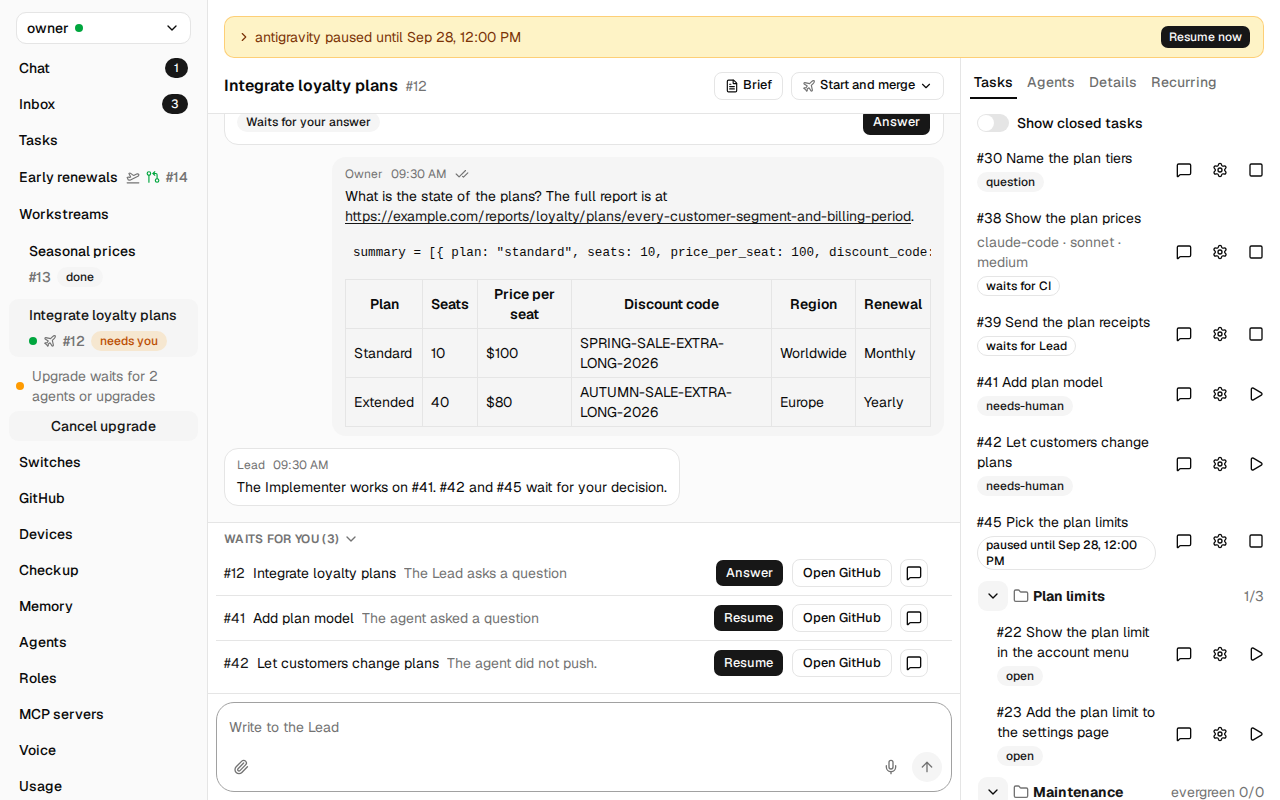 owner
Chat 1
Inbox 3
Tasks
Early renewals #14
Workstreams
Seasonal prices
#13 done
Integrate loyalty plans
#12 needs you
Upgrade waits for 2
agents or upgrades
Cancel upgrade
Switches
GitHub
Devices
Checkup
Memory
Agents
Roles
MCP servers
Voice
Usage
antigravity paused until Sep 28, 12:00 PM
Resume now
Integrate loyalty plans #12
Brief
Start and merge
Waits for your answer
Answer
Owner 09:30 AM
What is the state of the plans? The full report is at
https://example.com/reports/loyalty/plans/every-customer-segment-and-billing-period.
summary = [{ plan: "standard", seats: 10, price_per_seat: 100, discount_code:
Plan Seats Price per seat Discount code Region Renewal
Standard 10 $100 SPRING-SALE-EXTRA-LONG-2026 Worldwide Monthly
Extended 40 $80 AUTUMN-SALE-EXTRA-LONG-2026 Europe Yearly
Lead 09:30 AM
The Implementer works on #41. #42 and #45 wait for your decision.
WAITS FOR YOU (3)
#12 Integrate loyalty plans The Lead asks a question Answer Open GitHub
#41 Add plan model The agent asked a question Resume Open GitHub
#42 Let customers change plans The agent did not push. Resume Open GitHub
Write to the Lead
Tasks Agents Details Recurring
Show closed tasks
#30 Name the plan tiers
question
#38 Show the plan prices
claude-code · sonnet ·
medium
waits for CI
#39 Send the plan receipts
waits for Lead
#41 Add plan model
needs-human
#42 Let customers change
plans
needs-human
#45 Pick the plan limits
paused until Sep 28, 12:00
PM
Plan limits 1/3
#22 Show the plan limit
in the account menu
open
#23 Add the plan limit to
the settings page
open
Maintenance evergreen 0/0